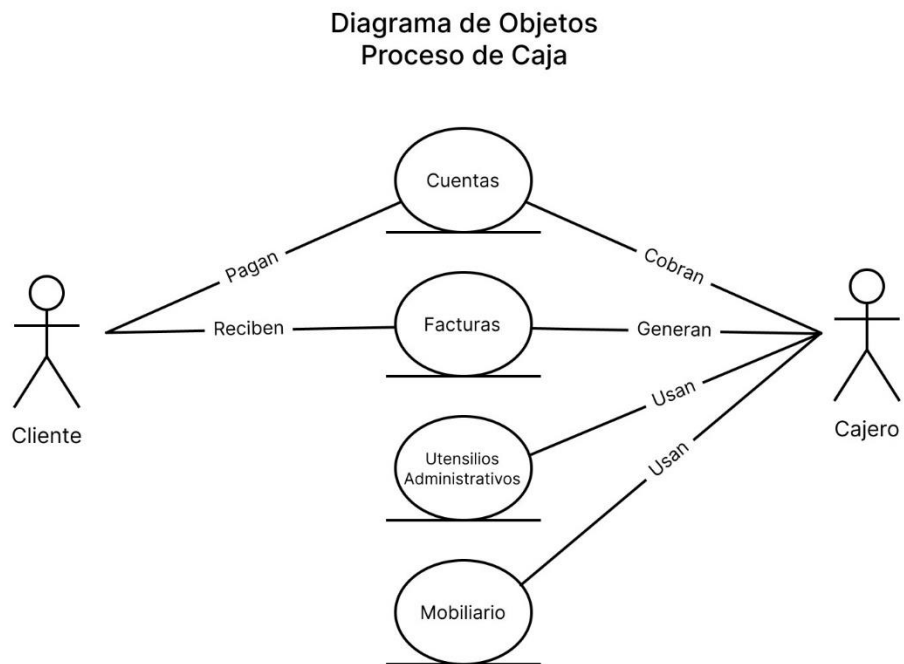 Diagrama de Objetos
Proceso de Caja
Cuentas
Pagan
Cobran
Reciben
Facturas
Generan
Cliente
Cajero
Usan
Utensilios
Administrativos
Usan
Mobiliario